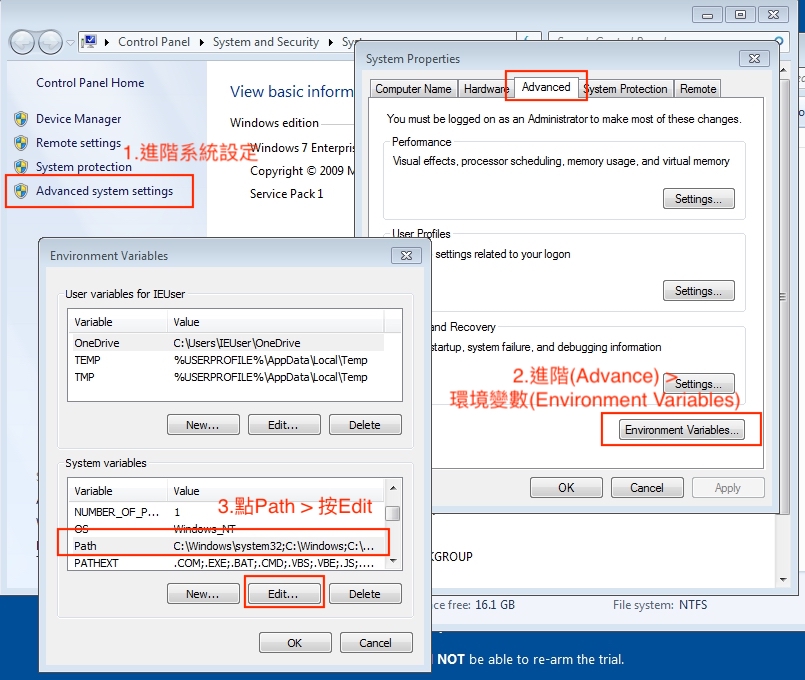 Control Panel
System and Security
Control Panel Home
Device Manager
Remote settings
System protection
Advanced system settings
1.進階系統設定
View basic inform
Windows edition
Windows 7 Enterpris
Copyright © 2009 M
Service Pack 1
System Properties
Computer Name
Hardware
Advanced
System Protection
Remote
You must be logged on as an Administrator to make most of these changes.
Performance
Visual effects, processor scheduling, memory usage, and virtual memory
Settings...
User Profiles
settings related to your logon
Settings...
and Recovery
startup, system failure, and debugging information
2.進階(Advance) >
Settings...
環境變數(Environment Variables)
Environment Variables...
OK
Cancel
Apply
Environment Variables
User variables for IEUser
Variable
Value
OneDrive
C:\Users\IEUser\OneDrive
TEMP
%USERPROFILE%\AppData\Local\Temp
TMP
%USERPROFILE%\AppData\Local\Temp
New...
Edit...
Delete
System variables
Variable
Value
NUMBER_OF_P...
1
3.點Path > 按Edit
OS
Windows_NT
Path
C:\Windows\system32;C:\Windows;C:\...
PATHEXT
.COM;.EXE;.BAT;.CMD;.VBS;.VBE;.JS;....
New...
Edit...
Delete
OK
Cancel
KGROUP
ce free: 16.1 GB
File system: NTFS
NOT be able to re-arm the trial.